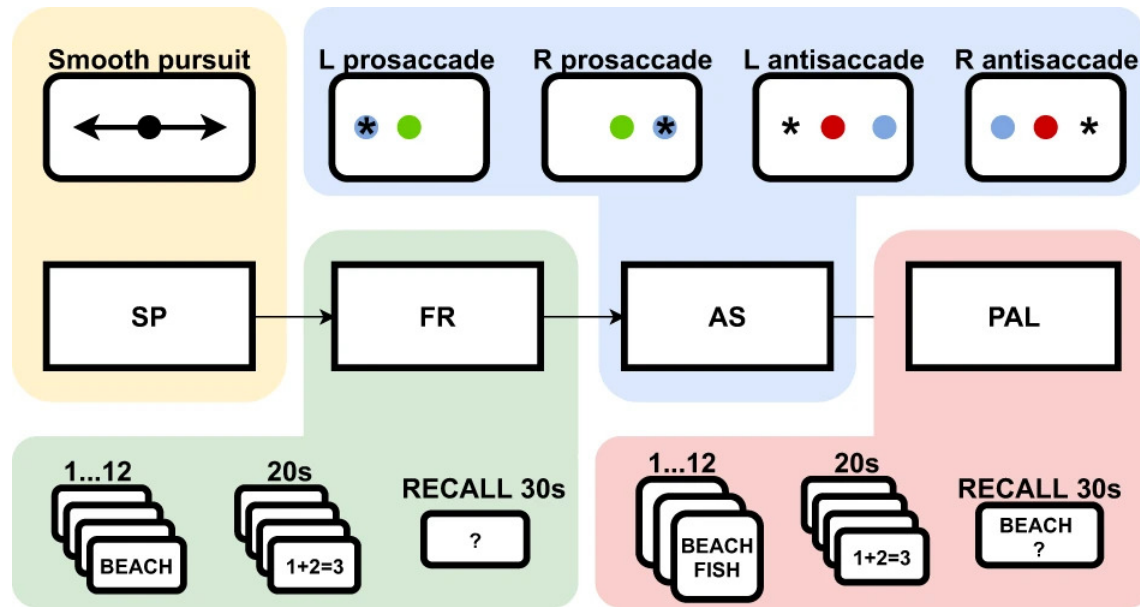 Smooth pursuit
L prosaccade
R prosaccade
L antisaccade
R antisaccade
*
*
*
*
SP
FR
AS
PAL
1...12
20s
RECALL 30s
BEACH
1+2=3
?
1...12
20s
RECALL 30s
BEACH
FISH
1+2=3
BEACH
?